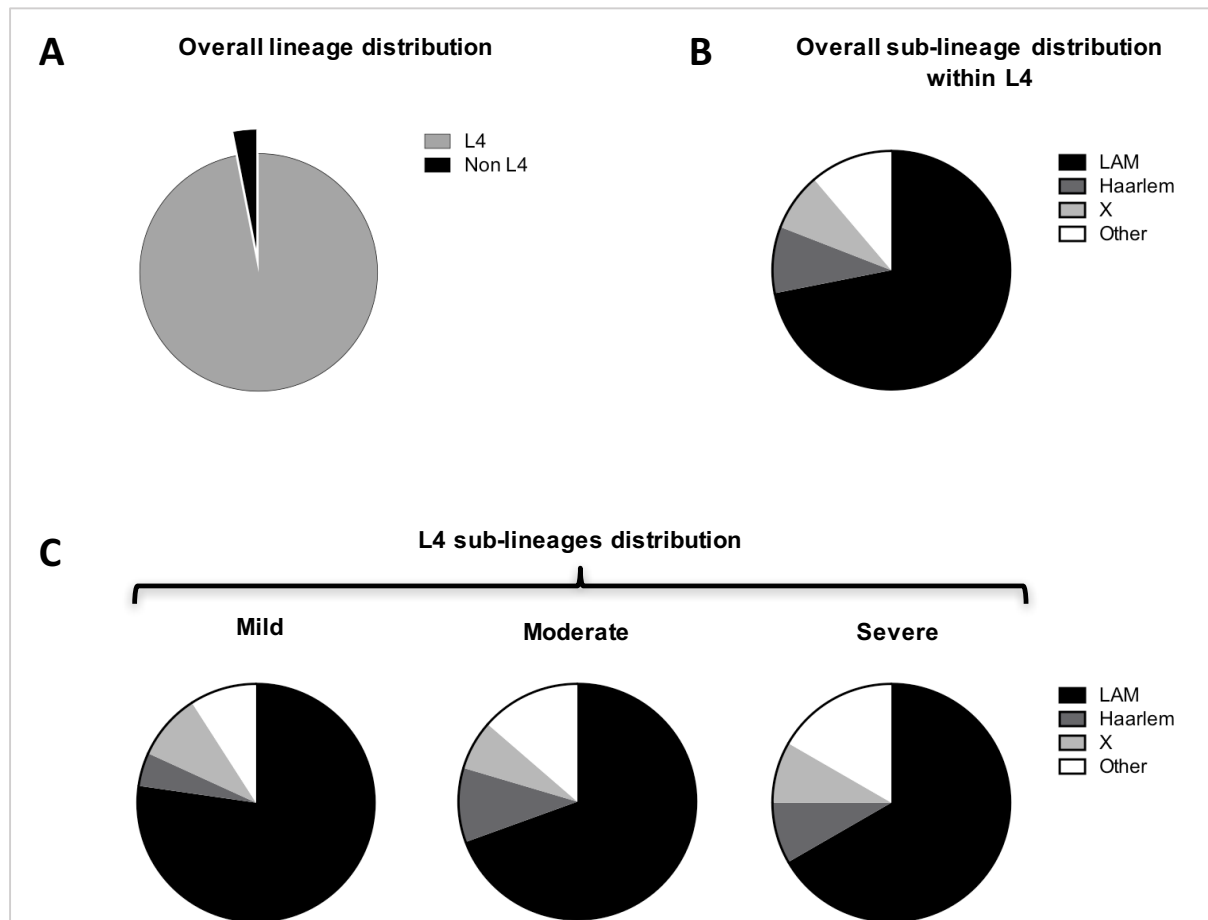 A
Overall lineage distribution
L4
Non L4
B
Overall sub-lineage distribution
within L4
LAM
Haarlem
X
Other
C
L4 sub-lineages distribution
Mild
Moderate
Severe
LAM
Haarlem
X
Other